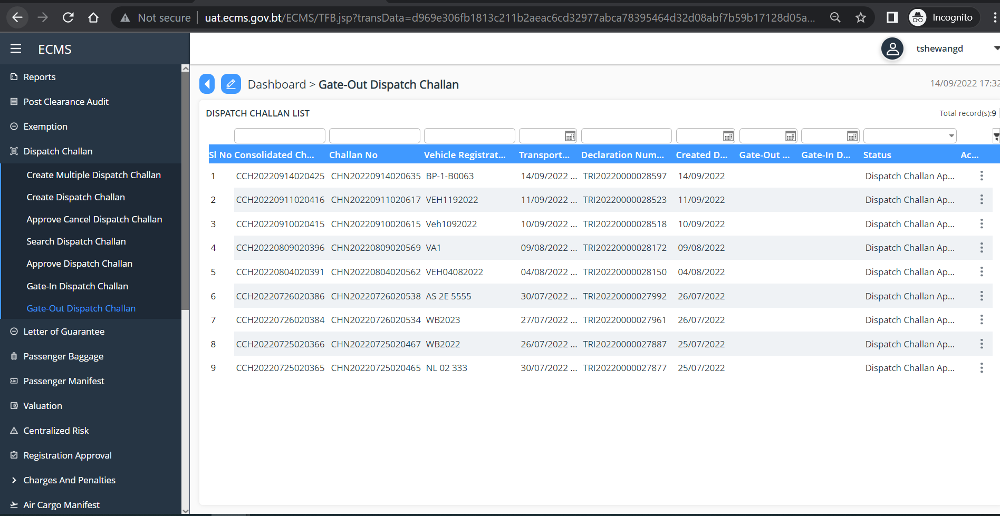 Not secure uat.ecms.gov.bt/ECMS/TFB.jsp?transData=d969e306fb1813c211b2aeac6cd32977abca78395464d32d08abf7b59b17128d05a... Incognito
ECMS
tshewangd
Reports
Post Clearance Audit
Exemption
Dispatch Challan
Create Multiple Dispatch Challan
Create Dispatch Challan
Approve Cancel Dispatch Challan
Search Dispatch Challan
Approve Dispatch Challan
Gate-In Dispatch Challan
Gate-Out Dispatch Challan
Letter of Guarantee
Passenger Baggage
Passenger Manifest
Valuation
Centralized Risk
Registration Approval
Charges And Penalties
Air Cargo Manifest
Dashboard > Gate-Out Dispatch Challan
14/09/2022 17:32
DISPATCH CHALLAN LIST
Total record(s):9
Sl No Consolidated Ch... Challan No Vehicle Registrat... Transport... Declaration Num... Created D... Gate-Out ... Gate-In D... Status Ac...
1 CCH20220914020425 CHN20220914020635 BP-1-B0063 14/09/2022 ... TRI20220000028597 14/09/2022 Dispatch Challan Ap...
2 CCH20220911020416 CHN20220911020617 VEH1192022 11/09/2022 ... TRI20220000028523 11/09/2022 Dispatch Challan Ap...
3 CCH20220910020415 CHN20220910020615 Veh1092022 10/09/2022 ... TRI20220000028518 10/09/2022 Dispatch Challan Ap...
4 CCH20220809020396 CHN20220809020569 VA1 09/08/2022 ... TRI20220000028172 09/08/2022 Dispatch Challan Ap...
5 CCH20220804020391 CHN20220804020562 VEH04082022 04/08/2022 ... TRI20220000028150 04/08/2022 Dispatch Challan Ap...
6 CCH20220726020386 CHN20220726020538 AS 2E 5555 30/07/2022 ... TRI20220000027992 26/07/2022 Dispatch Challan Ap...
7 CCH20220726020384 CHN20220726020534 WB2023 27/07/2022 ... TRI20220000027961 26/07/2022 Dispatch Challan Ap...
8 CCH20220725020366 CHN20220725020467 WB2022 26/07/2022 ... TRI20220000027887 25/07/2022 Dispatch Challan Ap...
9 CCH20220725020365 CHN20220725020465 NL 02 333 30/07/2022 ... TRI20220000027877 25/07/2022 Dispatch Challan Ap...